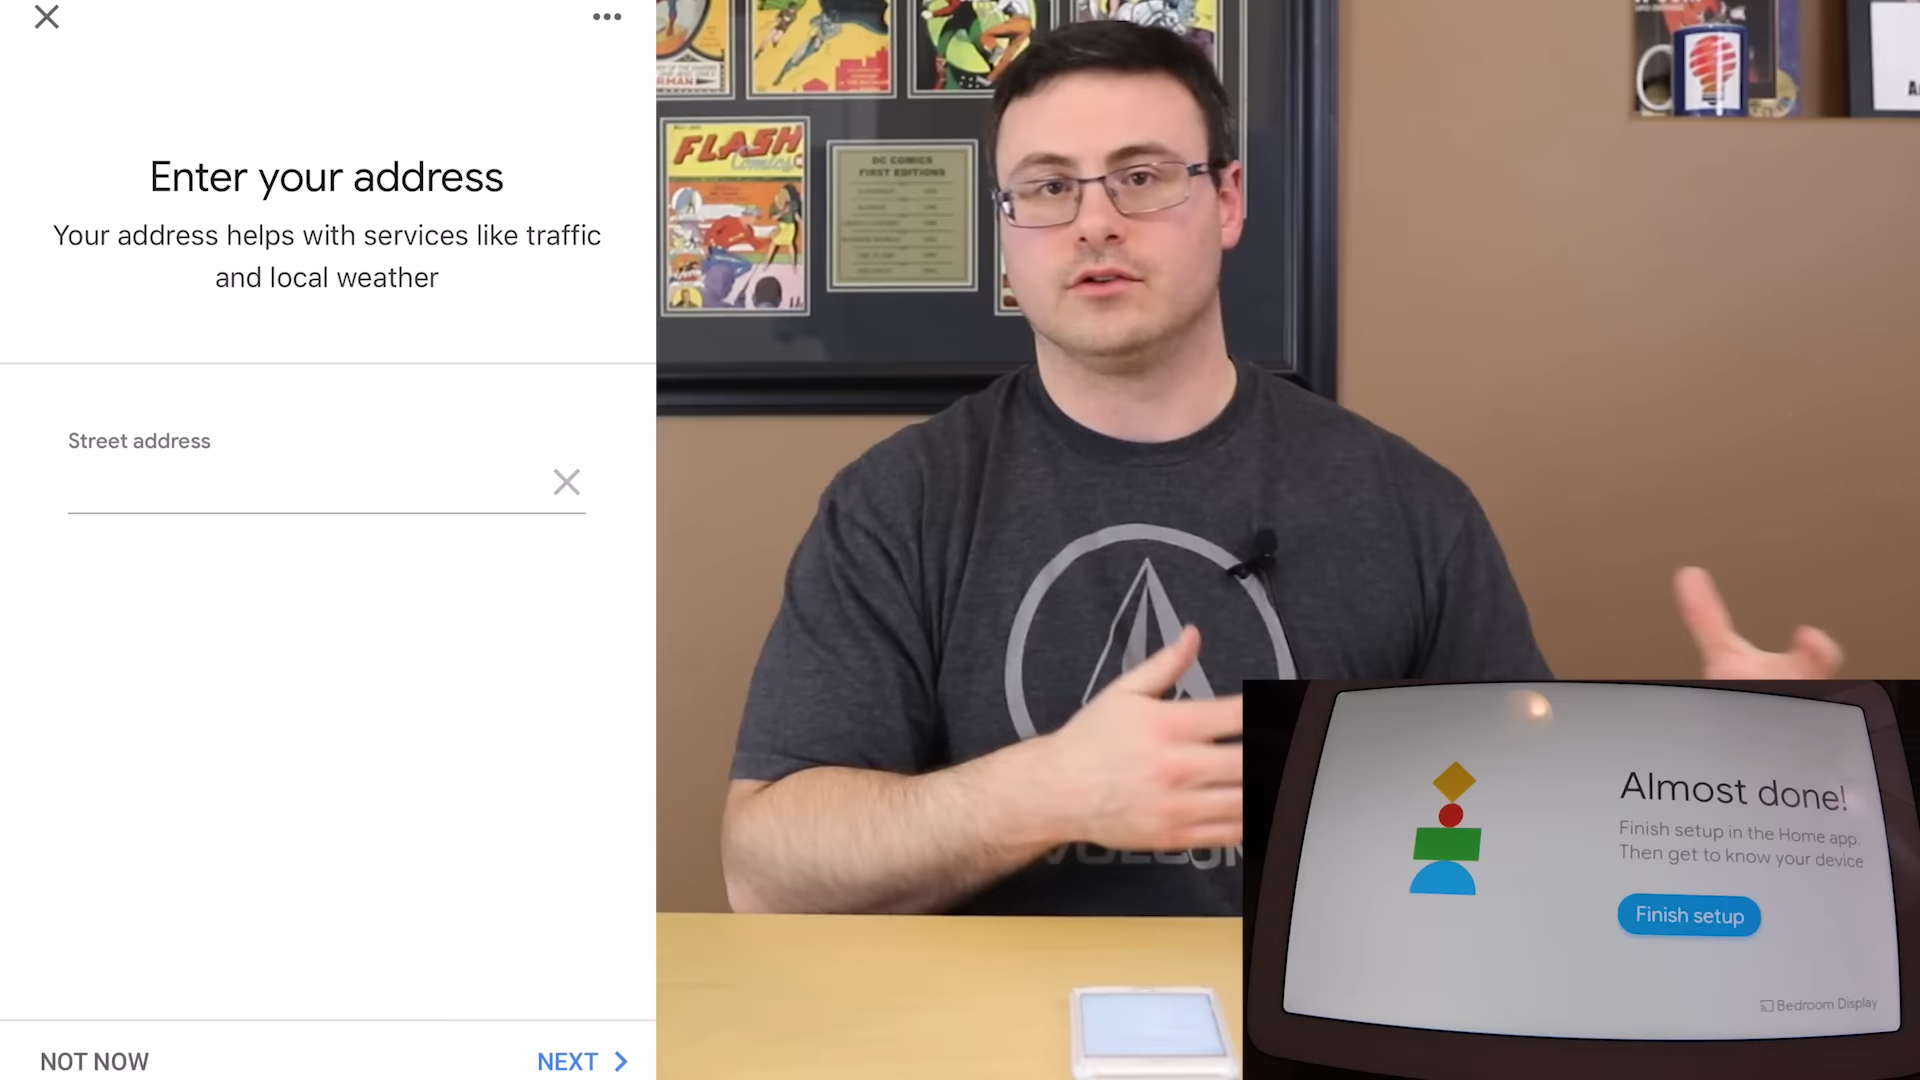 Enter your address
Your address helps with services like traffic
and local weather
Street address
NOT NOW
NEXT
FLASH
Comics
DC COMICS
FIRST EDITIONS
Almost done!
Finish setup in the Home app.
Then get to know your device
Finish setup
Bedroom Display